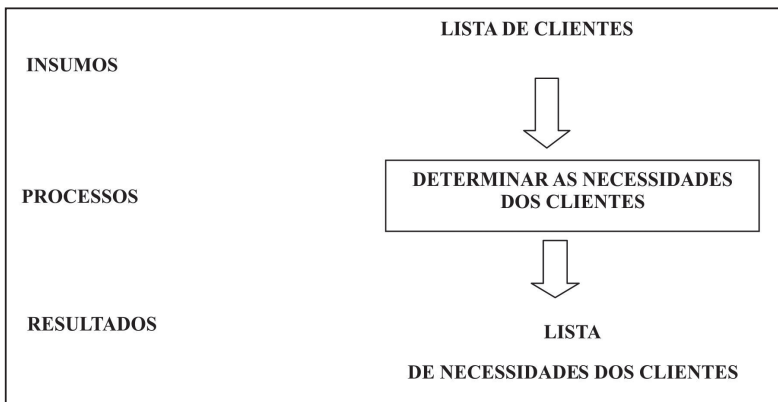 LISTA DE CLIENTES
INSUMOS
DETERMINAR AS NECESSIDADES
DOS CLIENTES
PROCESSOS
RESULTADOS
LISTA
DE NECESSIDADES DOS CLIENTES